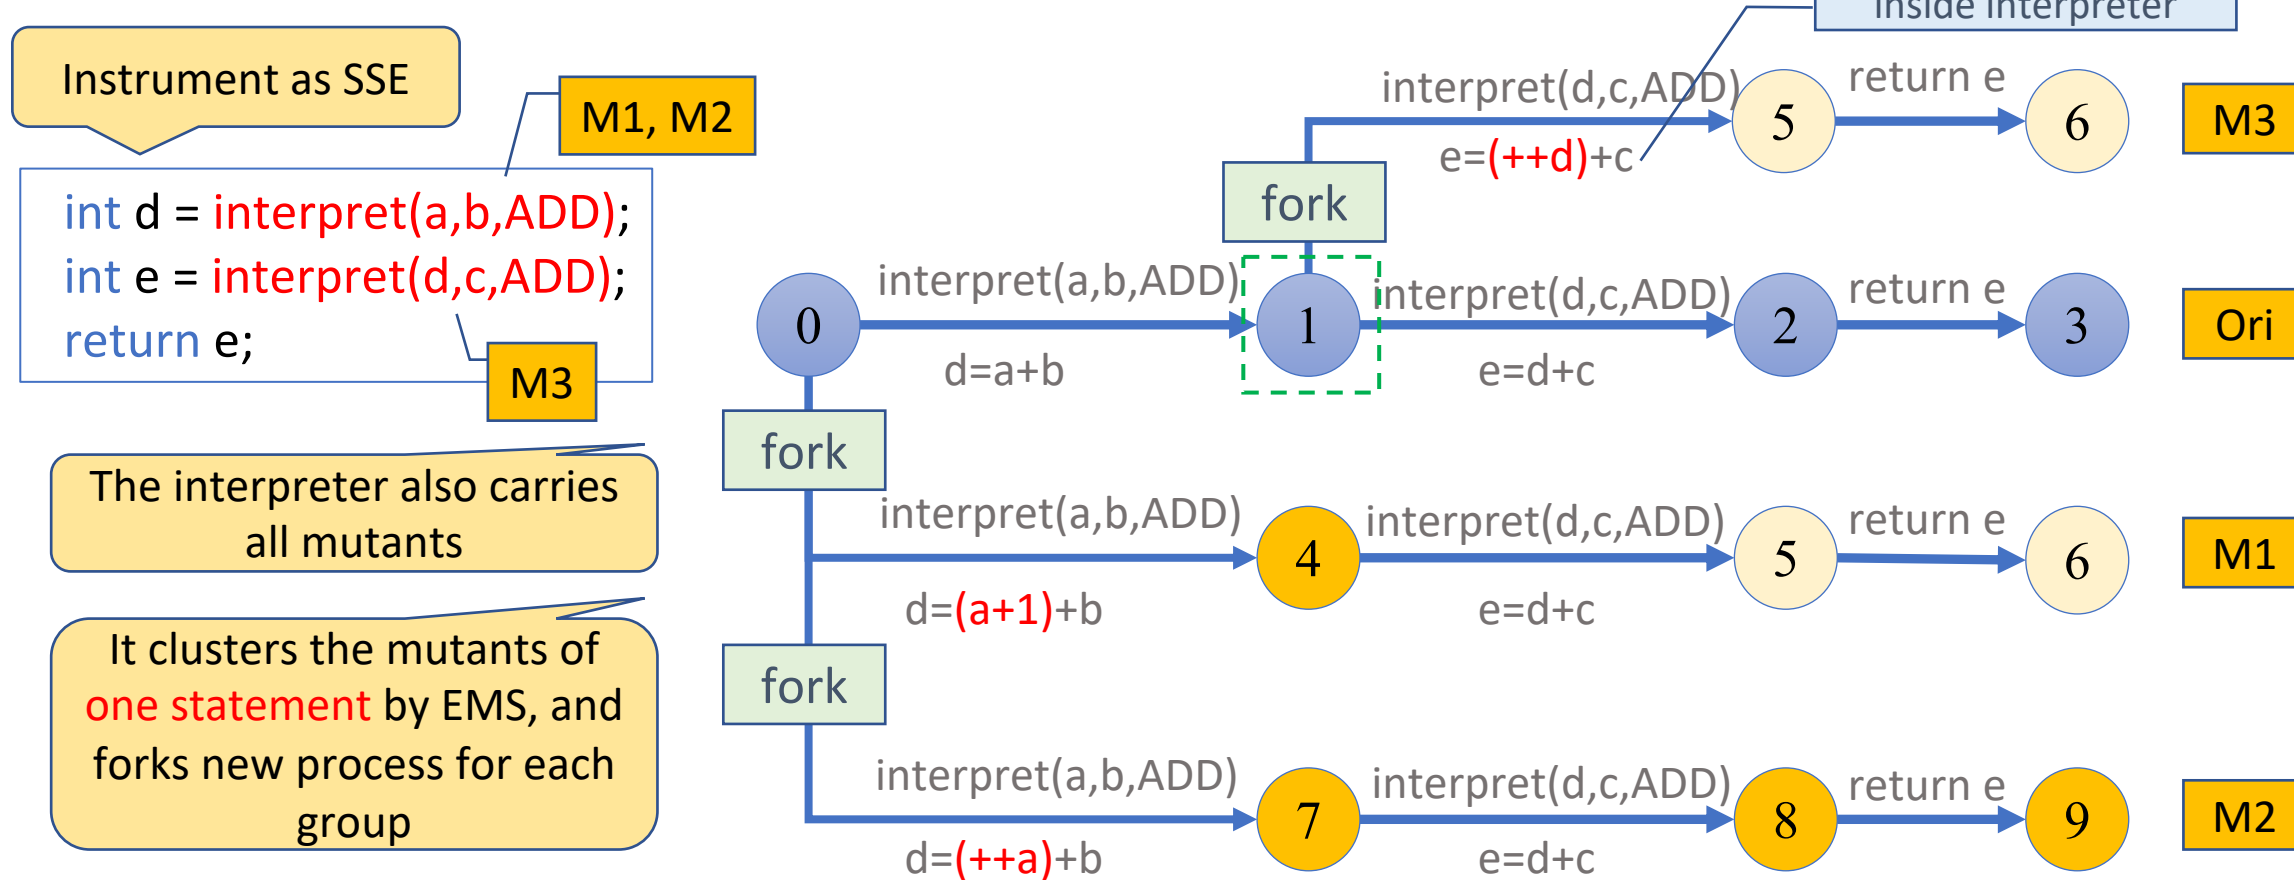 inside interpreter
Instrument as SSE
M1, M2
int d = interpret(a,b,ADD);
int e = interpret(d,c,ADD);
return e;
M3
The interpreter also carries
all mutants
It clusters the mutants of
one statement by EMS, and
forks new process for each
group
interpret(d,c,ADD)
e=(++d)+c
5
return e
6
M3
fork
0
interpret(a,b,ADD)
d=a+b
1
interpret(d,c,ADD)
e=d+c
2
return e
3
Ori
fork
interpret(a,b,ADD)
d=(a+1)+b
4
interpret(d,c,ADD)
e=d+c
5
return e
6
M1
fork
interpret(a,b,ADD)
d=(++a)+b
7
interpret(d,c,ADD)
e=d+c
8
return e
9
M2